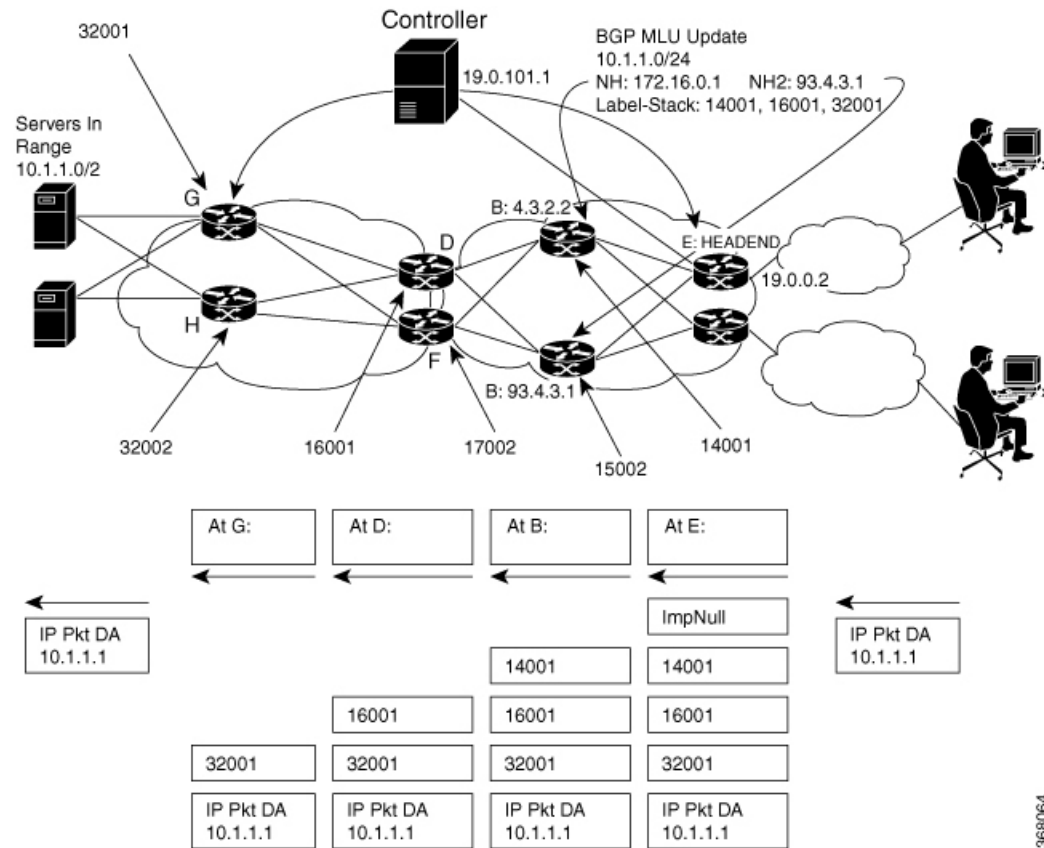 32001
Controller
19.0.101.1
BGP MLU Update
10.1.1.0/24
NH: 172.16.0.1 NH2: 93.4.3.1
Label-Stack: 14001, 16001, 32001
Servers In
Range
10.1.1.0/2
G
B: 4.3.2.2
D
E: HEADEND
19.0.0.2
H
F
B: 93.4.3.1
32002
16001
17002
15002
14001
At G:
At D:
At B:
At E:
ImpNull
IP Pkt DA
10.1.1.1
IP Pkt DA
10.1.1.1
14001
14001
16001
16001
16001
32001
32001
32001
32001
IP Pkt DA
10.1.1.1
IP Pkt DA
10.1.1.1
IP Pkt DA
10.1.1.1
IP Pkt DA
10.1.1.1
368064